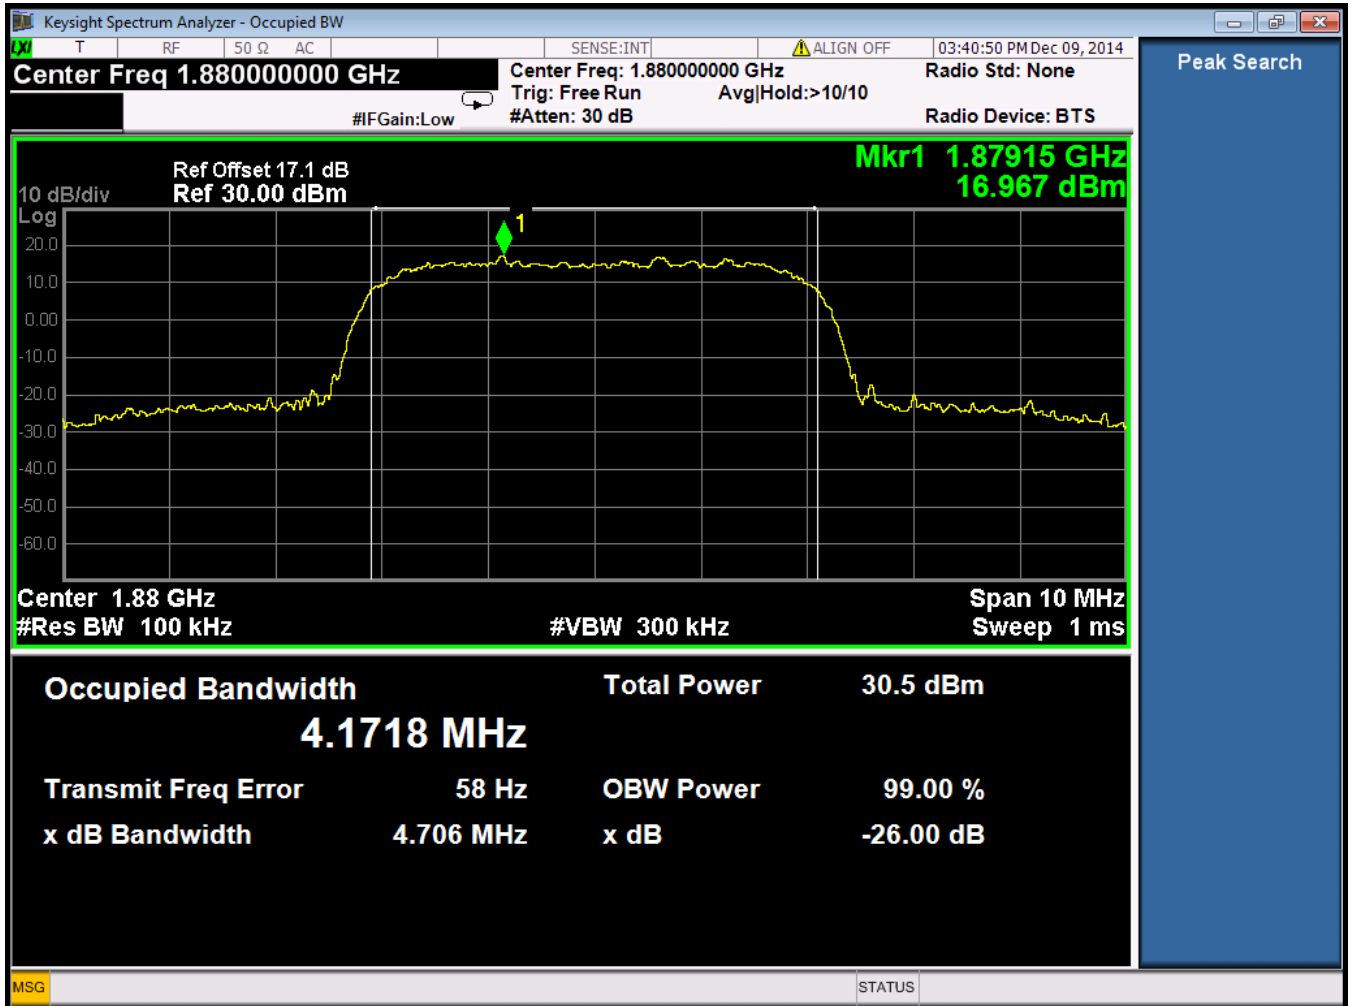 Keysight Spectrum Analyzer - Occupied BW
LXI T RF 50 Ω AC SENSE:INT ALIGN OFF 03:40:50 PM Dec 09, 2014
Center Freq 1.880000000 GHz
Center Freq: 1.880000000 GHz
Radio Std: None
Trig: Free Run Avg|Hold:>10/10
#IFGain:Low
#Atten: 30 dB
Radio Device: BTS
Peak Search
Mkr1 1.87915 GHz
16.967 dBm
Ref Offset 17.1 dB
10 dB/div Ref 30.00 dBm
Log
1
20.0
10.0
0.00
-10.0
-20.0
-30.0
-40.0
-50.0
-60.0
Center 1.88 GHz Span 10 MHz
#Res BW 100 kHz #VBW 300 kHz Sweep 1 ms
Occupied Bandwidth Total Power 30.5 dBm
4.1718 MHz
Transmit Freq Error 58 Hz OBW Power 99.00 %
x dB Bandwidth 4.706 MHz x dB -26.00 dB
MSG STATUS